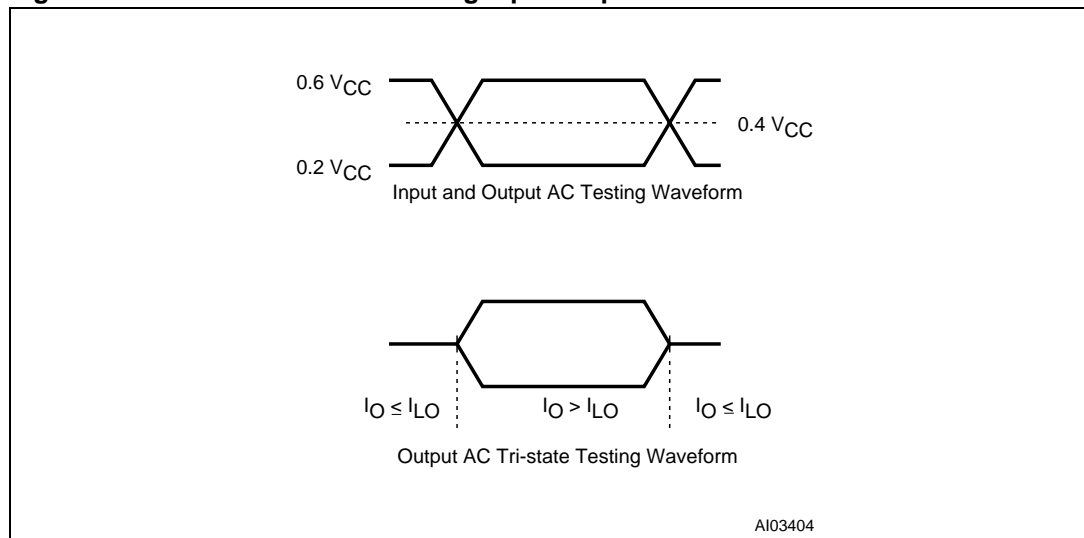 0.6 VCC
0.4 VCC
0.2 VCC
Input and Output AC Testing Waveform
IO ≤ ILO IO > ILO IO ≤ ILO
Output AC Tri-state Testing Waveform
AI03404